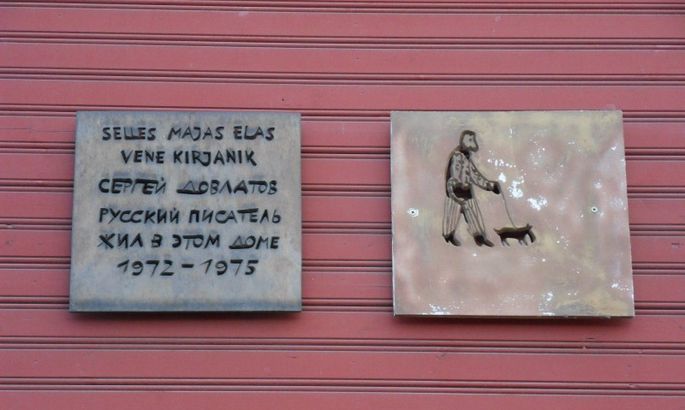 SELLES MAJAS ELAS
VENE KIRJANIK
СЕРГЕЙ ДОВЛАТОВ
РУССКИЙ ПИСАТЕЛЬ
ЖИЛ В ЭТОМ ДОМЕ
1972 - 1975